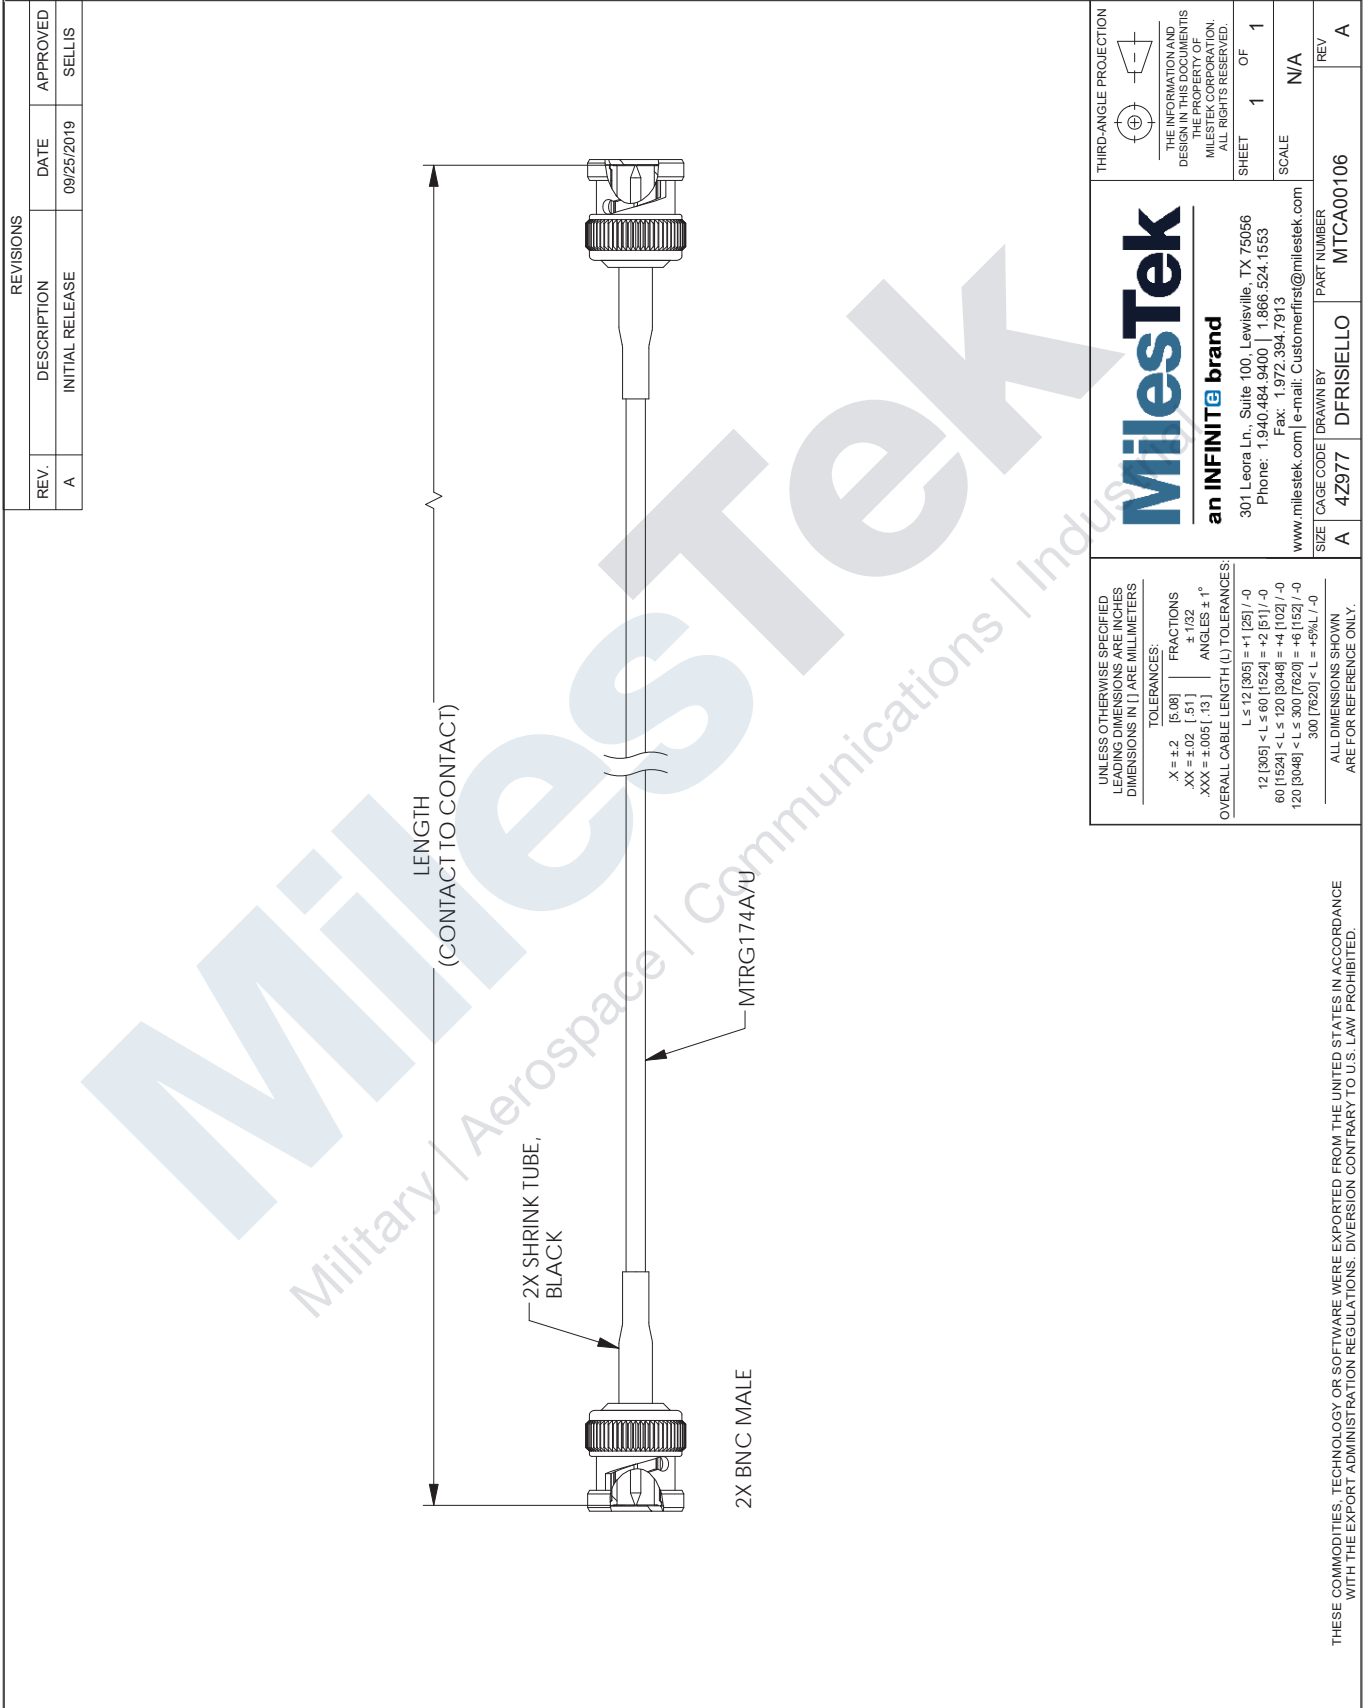 REVISIONS
REV. DESCRIPTION DATE APPROVED
A INITIAL RELEASE 09/25/2019 SELLIS
LENGTH
(CONTACT TO CONTACT)
2X SHRINK TUBE,
BLACK
MTRG174A/U
2X BNC MALE
MilesTek
Military | Aerospace | Communications | Industrial
UNLESS OTHERWISE SPECIFIED
LEADING DIMENSIONS ARE INCHES
DIMENSIONS IN [ ] ARE MILLIMETERS
TOLERANCES:
.X = ±.2 [5.08] FRACTIONS
.XX = ±.02 [ .51 ] ± 1/32
.XXX = ±.005 [ .13 ] ANGLES ± 1°
OVERALL CABLE LENGTH (L) TOLERANCES:
L ≤ 12 [305] = +1 [25] / -0
12 [305] < L ≤ 60 [1524] = +2 [51] / -0
60 [1524] < L ≤ 120 [3048] = +4 [102] / -0
120 [3048] < L ≤ 300 [7620] = +6 [152] / -0
300 [7620] < L = +5%L / -0
ALL DIMENSIONS SHOWN
ARE FOR REFERENCE ONLY.
MilesTek
an INFINITe brand
301 Leora Ln., Suite 100, Lewisville, TX 75056
Phone: 1.940.484.9400 | 1.866.524.1553
Fax: 1.972.394.7913
www.milestek.com | e-mail: Customerfirst@milestek.com
THIRD-ANGLE PROJECTION
THE INFORMATION AND
DESIGN IN THIS DOCUMENT IS
THE PROPERTY OF
MILESTEK CORPORATION.
ALL RIGHTS RESERVED.
SHEET 1 OF 1
SCALE N/A
SIZE CAGE CODE DRAWN BY PART NUMBER REV
A 4Z977 DFRISIELLO MTCA00106 A
THESE COMMODITIES, TECHNOLOGY OR SOFTWARE WERE EXPORTED FROM THE UNITED STATES IN ACCORDANCE
WITH THE EXPORT ADMINISTRATION REGULATIONS. DIVERSION CONTRARY TO U.S. LAW PROHIBITED.